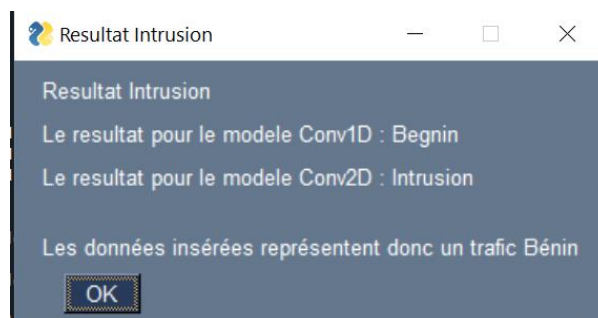 Resultat Intrusion
Resultat Intrusion
Le resultat pour le modele Conv1D : Begnin
Le resultat pour le modele Conv2D : Intrusion
Les données insérées représentent donc un trafic Bénin
OK